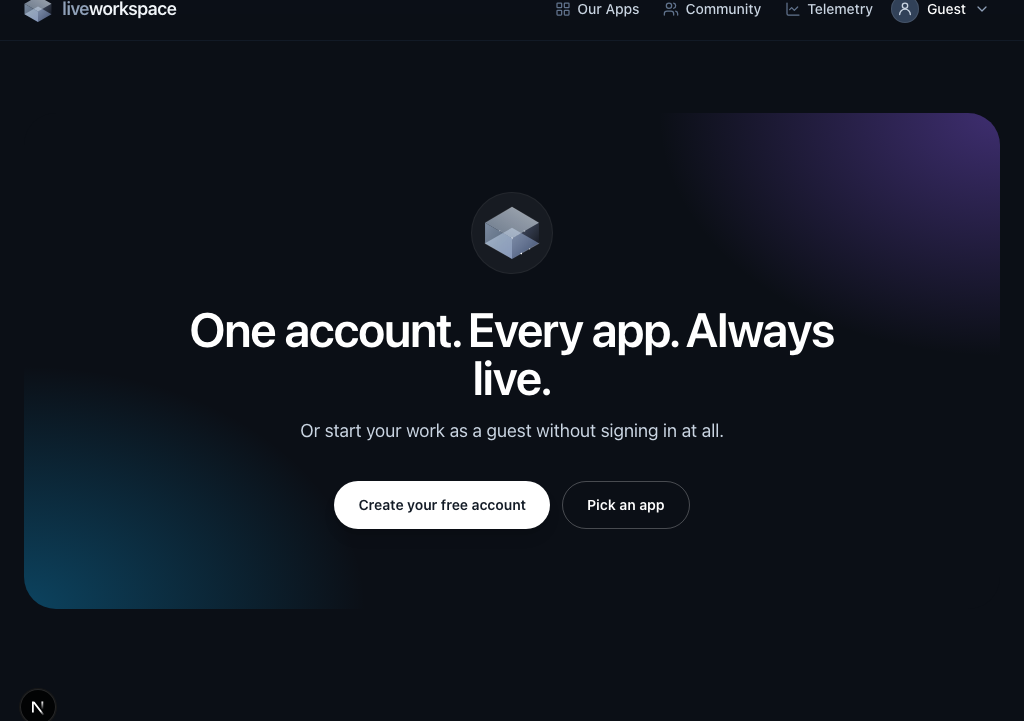 liveworkspace
Our Apps
Community
Telemetry
Guest
One account. Every app. Always
live.
Or start your work as a guest without signing in at all.
Create your free account
Pick an app
N